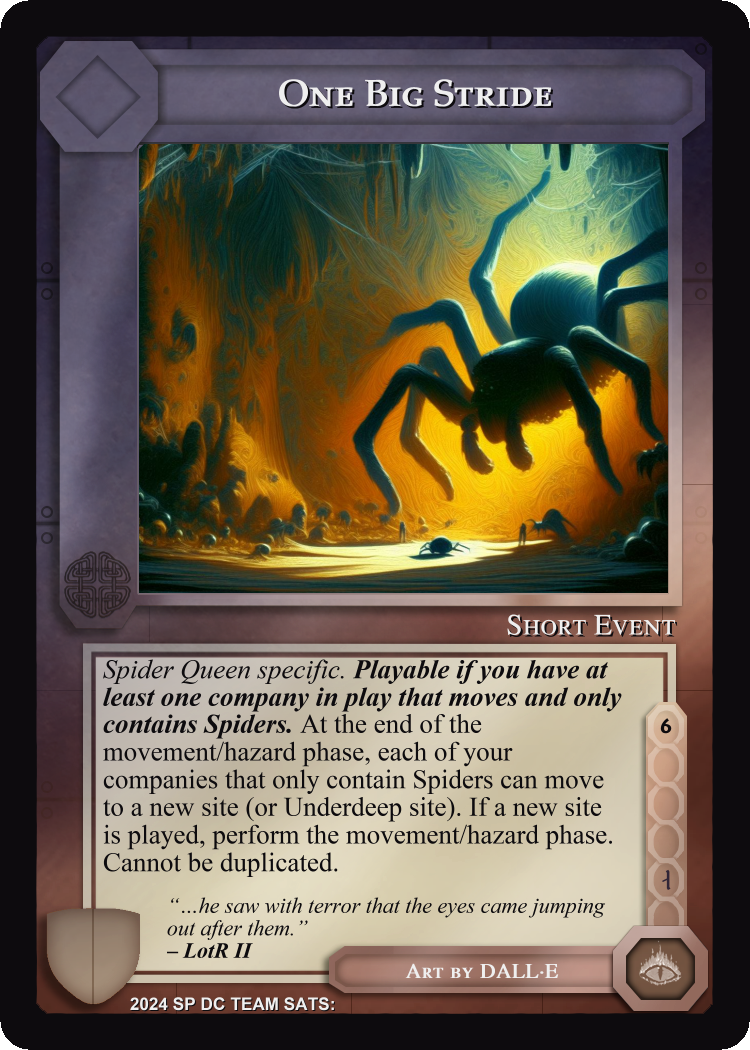 One Big Stride
Short Event
Spider Queen specific. Playable if you have at
least one company in play that moves and only
contains Spiders. At the end of the
movement/hazard phase, each of your
companies that only contain Spiders can move
to a new site (or Underdeep site). If a new site
is played, perform the movement/hazard phase.
Cannot be duplicated.
6
“...he saw with terror that the eyes came jumping
out after them.”
– LotR II
Art by DALL·E
2024 SP DC TEAM SATS: